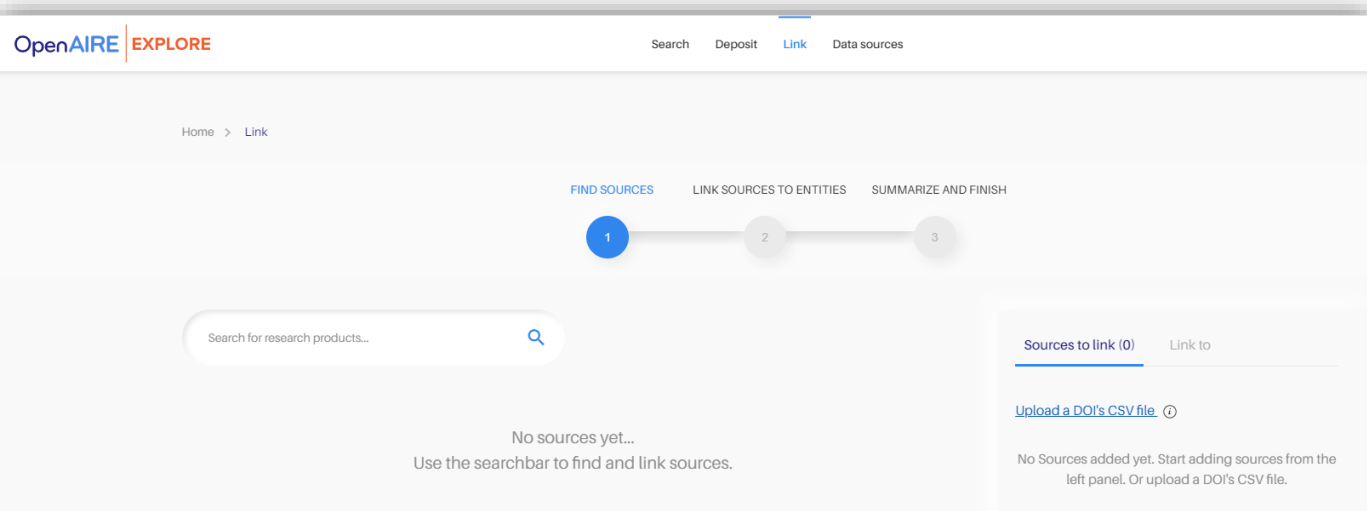 OpenAIRE EXPLORE
Search Deposit Link Data sources
Home > Link
FIND SOURCES LINK SOURCES TO ENTITIES SUMMARIZE AND FINISH
1 2 3
Search for research products...
Sources to link (0) Link to
Upload a DOI's CSV file
No sources yet...
Use the searchbar to find and link sources.
No Sources added yet. Start adding sources from the
left panel. Or upload a DOI's CSV file.